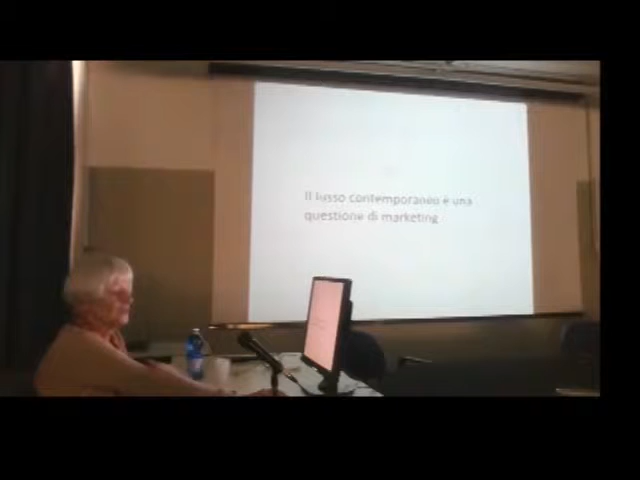 Il lusso contemporaneo è una
questione di marketing